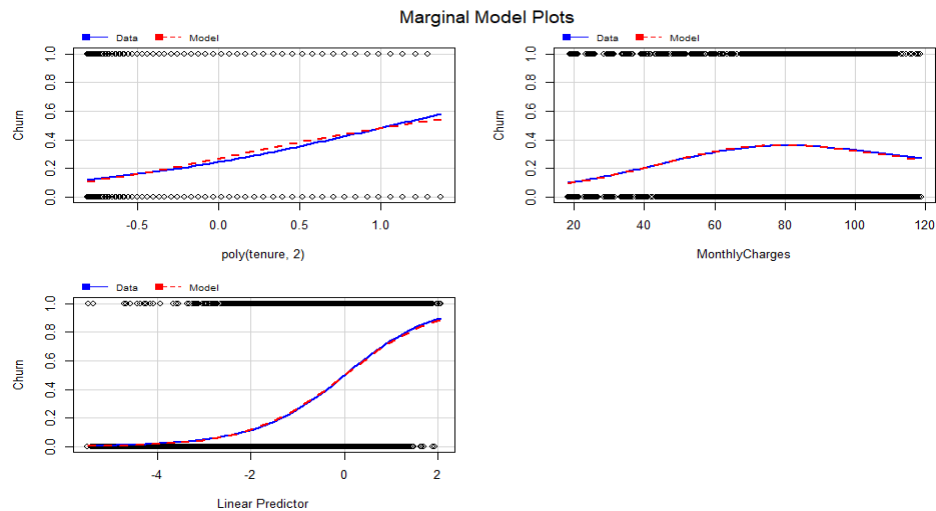 Marginal Model Plots
Data Model
Churn
0.0 0.2 0.4 0.6 0.8 1.0
-0.5 0.0 0.5 1.0
poly(tenure, 2)
Data Model
Churn
0.0 0.2 0.4 0.6 0.8 1.0
20 40 60 80 100 120
MonthlyCharges
Data Model
Churn
0.0 0.2 0.4 0.6 0.8 1.0
-4 -2 0 2
Linear Predictor